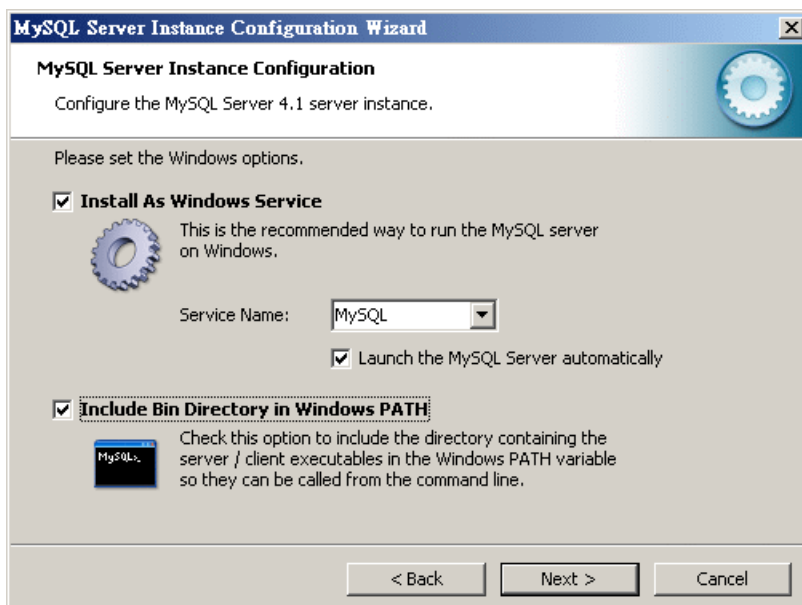 MySQL Server Instance Configuration Wizard
MySQL Server Instance Configuration
Configure the MySQL Server 4.1 server instance.
Please set the Windows options.
Install As Windows Service
This is the recommended way to run the MySQL server
on Windows.
Service Name: MySQL
Launch the MySQL Server automatically
Include Bin Directory in Windows PATH
Check this option to include the directory containing the
server / client executables in the Windows PATH variable
so they can be called from the command line.
MySQL>_
< Back Next > Cancel